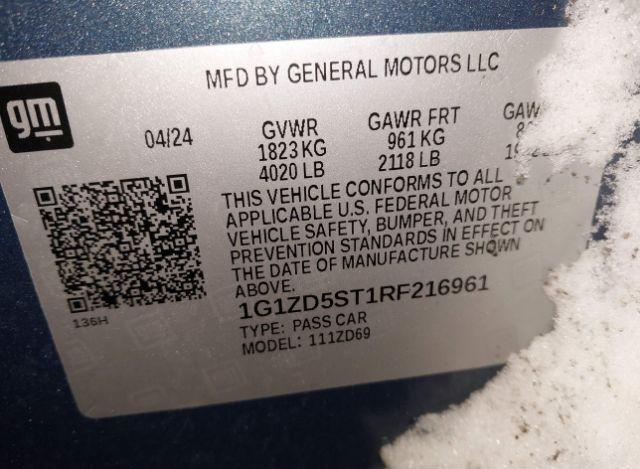 MFD BY GENERAL MOTORS LLC
gm
04/24 GVWR GAWR FRT
1823 KG 961 KG
4020 LB 2118 LB
THIS VEHICLE CONFORMS TO ALL
APPLICABLE U.S. FEDERAL MOTOR
VEHICLE SAFETY, BUMPER, AND THEFT
PREVENTION STANDARDS IN EFFECT ON
THE DATE OF MANUFACTURE SHOWN
ABOVE.
1G1ZD5ST1RF216961
136H
TYPE: PASS CAR
MODEL: 111ZD69